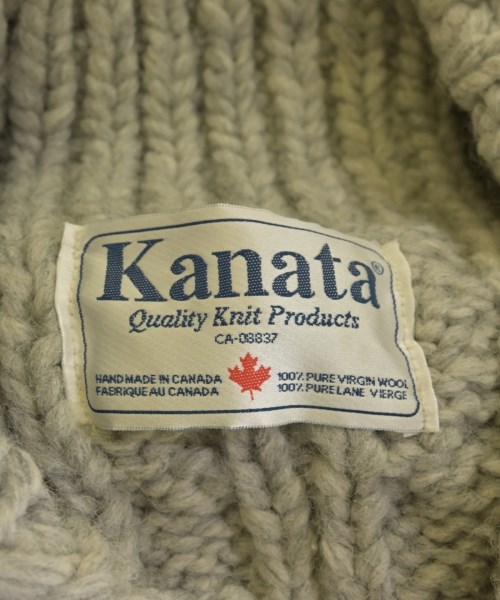 Kanata®
Quality Knit Products
CA-08837
HAND MADE IN CANADA 100% PURE VIRGIN WOOL
FABRIQUE AU CANADA 100% PURE LANE VIERGE